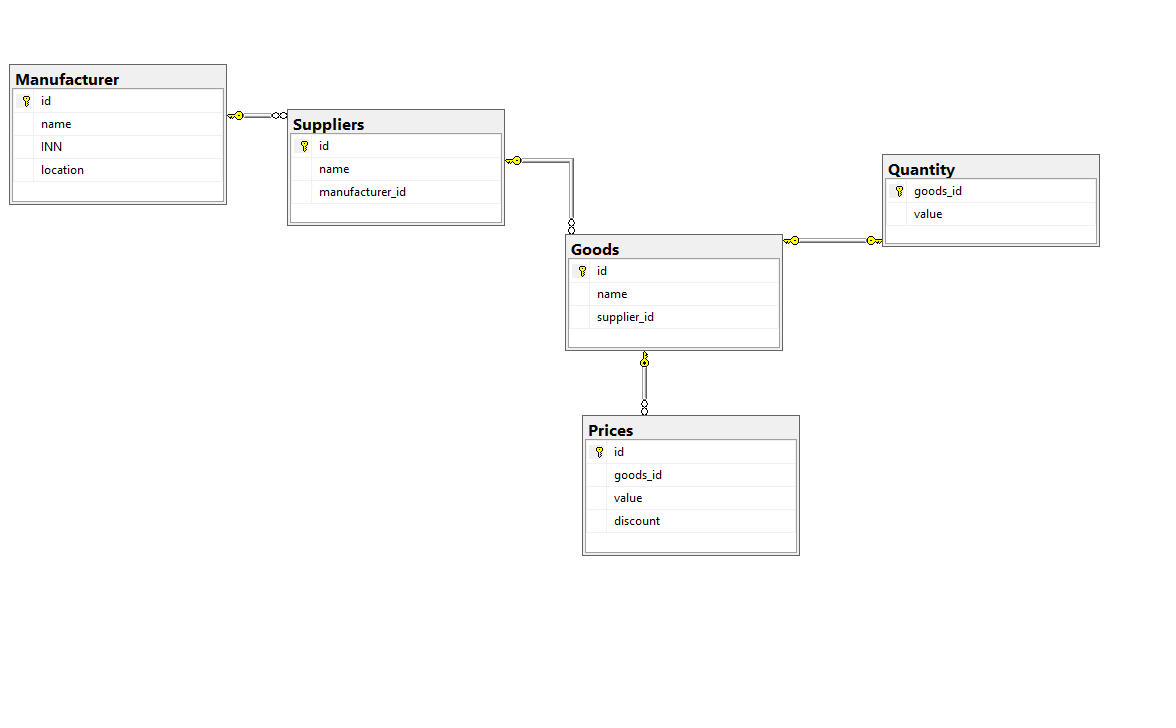 Manufacturer
id
name
INN
location
Suppliers
id
name
manufacturer_id
Goods
id
name
supplier_id
Quantity
goods_id
value
Prices
id
goods_id
value
discount